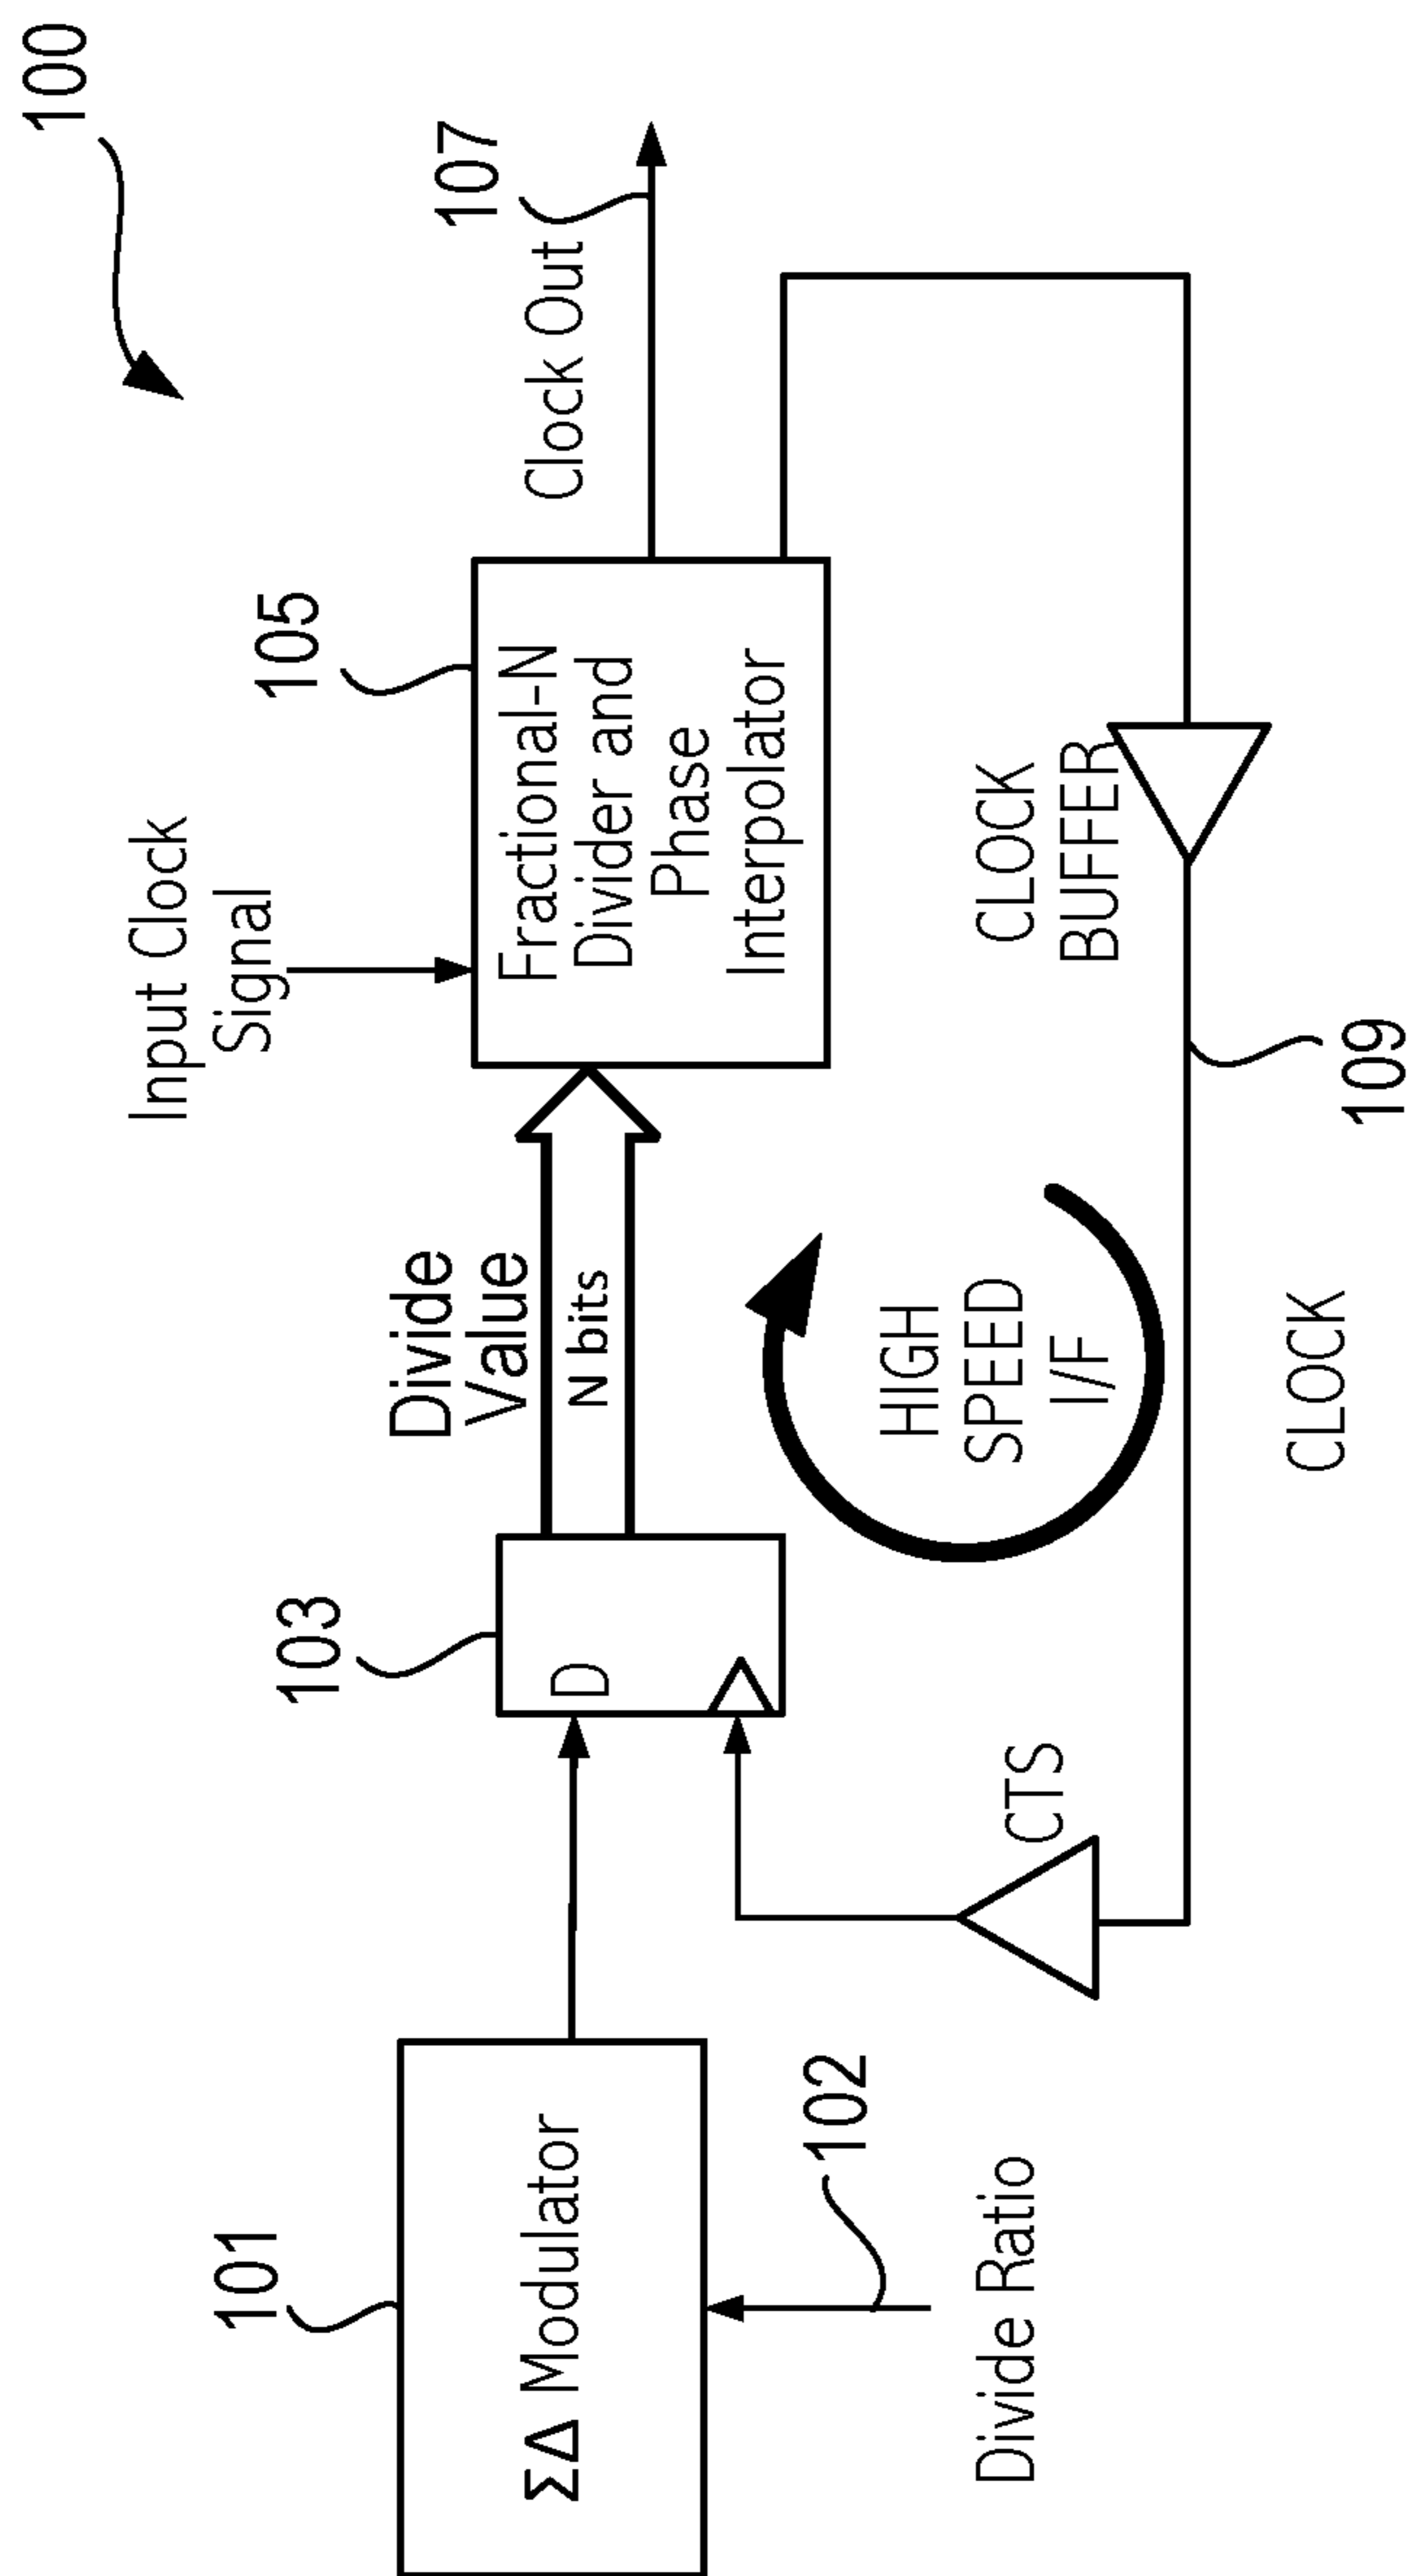 100
Input Clock
Signal
105
107
Clock Out
103
Divide
Value
N bits
Fractional-N
Divider and
Phase
Interpolator
101
ΣΔ Modulator
D
102
Divide Ratio
CTS
HIGH
SPEED
I/F
CLOCK
BUFFER
109
CLOCK